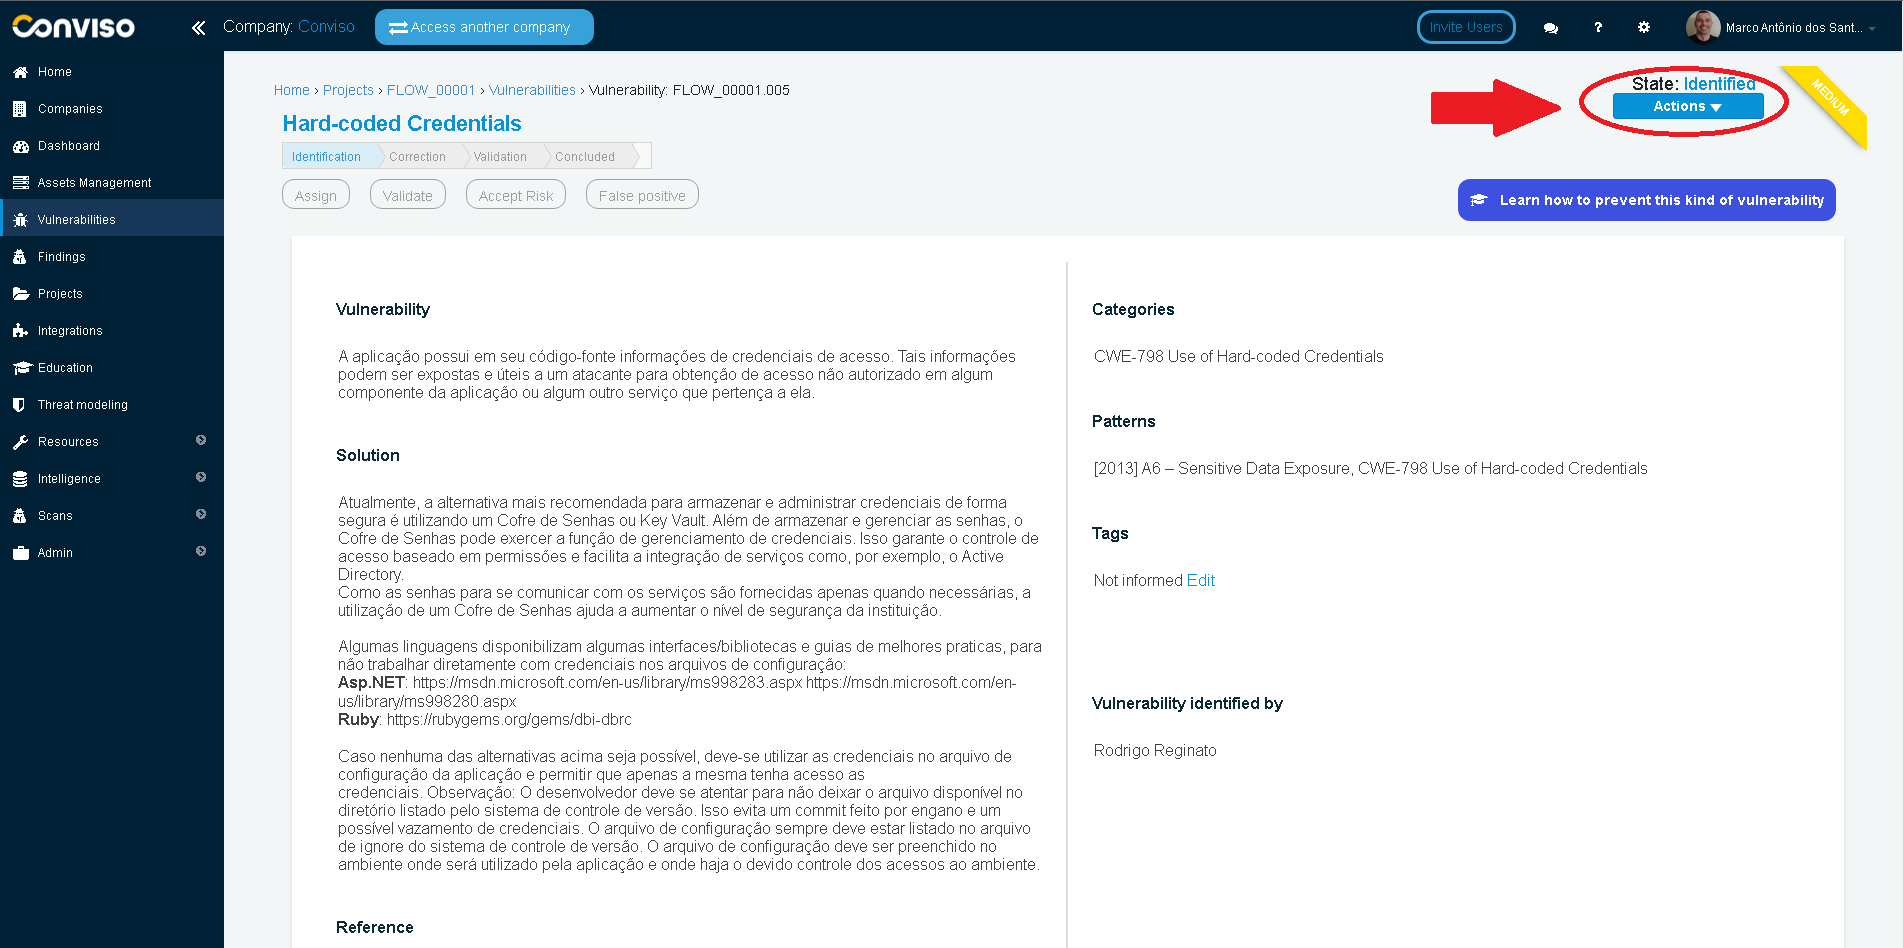 Conviso
Company: Conviso
Access another company
Invite Users
?
Marco Antônio dos Sant...
Home
Companies
Dashboard
Assets Management
Vulnerabilities
Findings
Projects
Integrations
Education
Threat modeling
Resources
Intelligence
Scans
Admin
Home › Projects › FLOW_00001 › Vulnerabilities › Vulnerability: FLOW_00001.005
State: Identified
Actions
MEDIUM
Hard-coded Credentials
Identification
Correction
Validation
Concluded
Assign
Validate
Accept Risk
False positive
Learn how to prevent this kind of vulnerability
Vulnerability
A aplicação possui em seu código-fonte informações de credenciais de acesso. Tais informações
podem ser expostas e úteis a um atacante para obtenção de acesso não autorizado em algum
componente da aplicação ou algum outro serviço que pertença a ela.
Solution
Atualmente, a alternativa mais recomendada para armazenar e administrar credenciais de forma
segura é utilizando um Cofre de Senhas ou Key Vault. Além de armazenar e gerenciar as senhas, o
Cofre de Senhas pode exercer a função de gerenciamento de credenciais. Isso garante o controle de
acesso baseado em permissões e facilita a integração de serviços como, por exemplo, o Active
Directory.
Como as senhas para se comunicar com os serviços são fornecidas apenas quando necessárias, a
utilização de um Cofre de Senhas ajuda a aumentar o nível de segurança da instituição.
Algumas linguagens disponibilizam algumas interfaces/bibliotecas e guias de melhores praticas, para
não trabalhar diretamente com credenciais nos arquivos de configuração:
Asp.NET: https://msdn.microsoft.com/en-us/library/ms998283.aspx https://msdn.microsoft.com/en-
us/library/ms998280.aspx
Ruby: https://rubygems.org/gems/dbi-dbrc
Caso nenhuma das alternativas acima seja possível, deve-se utilizar as credenciais no arquivo de
configuração da aplicação e permitir que apenas a mesma tenha acesso as
credenciais. Observação: O desenvolvedor deve se atentar para não deixar o arquivo disponível no
diretório listado pelo sistema de controle de versão. Isso evita um commit feito por engano e um
possível vazamento de credenciais. O arquivo de configuração sempre deve estar listado no arquivo
de ignore do sistema de controle de versão. O arquivo de configuração deve ser preenchido no
ambiente onde será utilizado pela aplicação e onde haja o devido controle dos acessos ao ambiente.
Reference
Categories
CWE-798 Use of Hard-coded Credentials
Patterns
[2013] A6 – Sensitive Data Exposure, CWE-798 Use of Hard-coded Credentials
Tags
Not informed Edit
Vulnerability identified by
Rodrigo Reginato